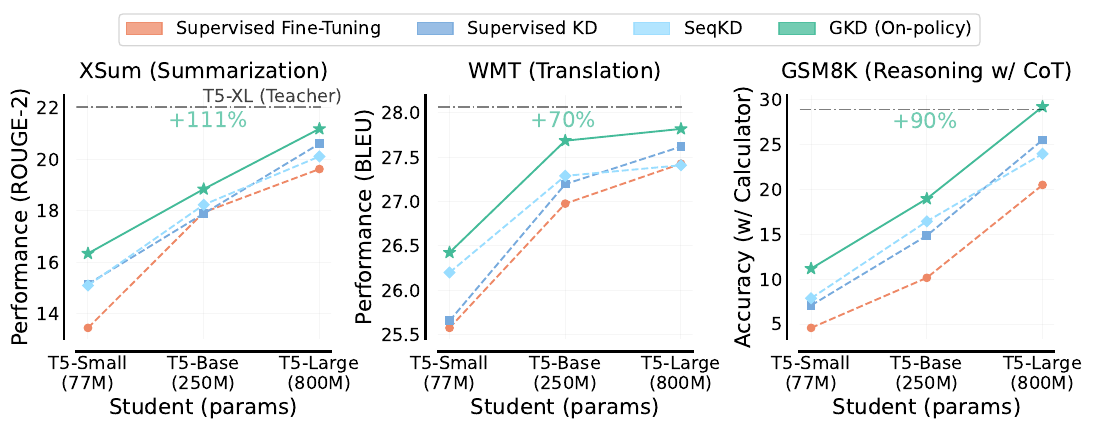 Supervised Fine-Tuning Supervised KD SeqKD GKD (On-policy)
XSum (Summarization)
T5-XL (Teacher)
+111%
Performance (ROUGE-2)
22
20
18
16
14
T5-Small
(77M)
T5-Base
(250M)
T5-Large
(800M)
Student (params)
WMT (Translation)
+70%
Performance (BLEU)
28.0
27.5
27.0
26.5
26.0
25.5
T5-Small
(77M)
T5-Base
(250M)
T5-Large
(800M)
Student (params)
GSM8K (Reasoning w/ CoT)
+90%
Accuracy (w/ Calculator)
30
25
20
15
10
5
T5-Small
(77M)
T5-Base
(250M)
T5-Large
(800M)
Student (params)